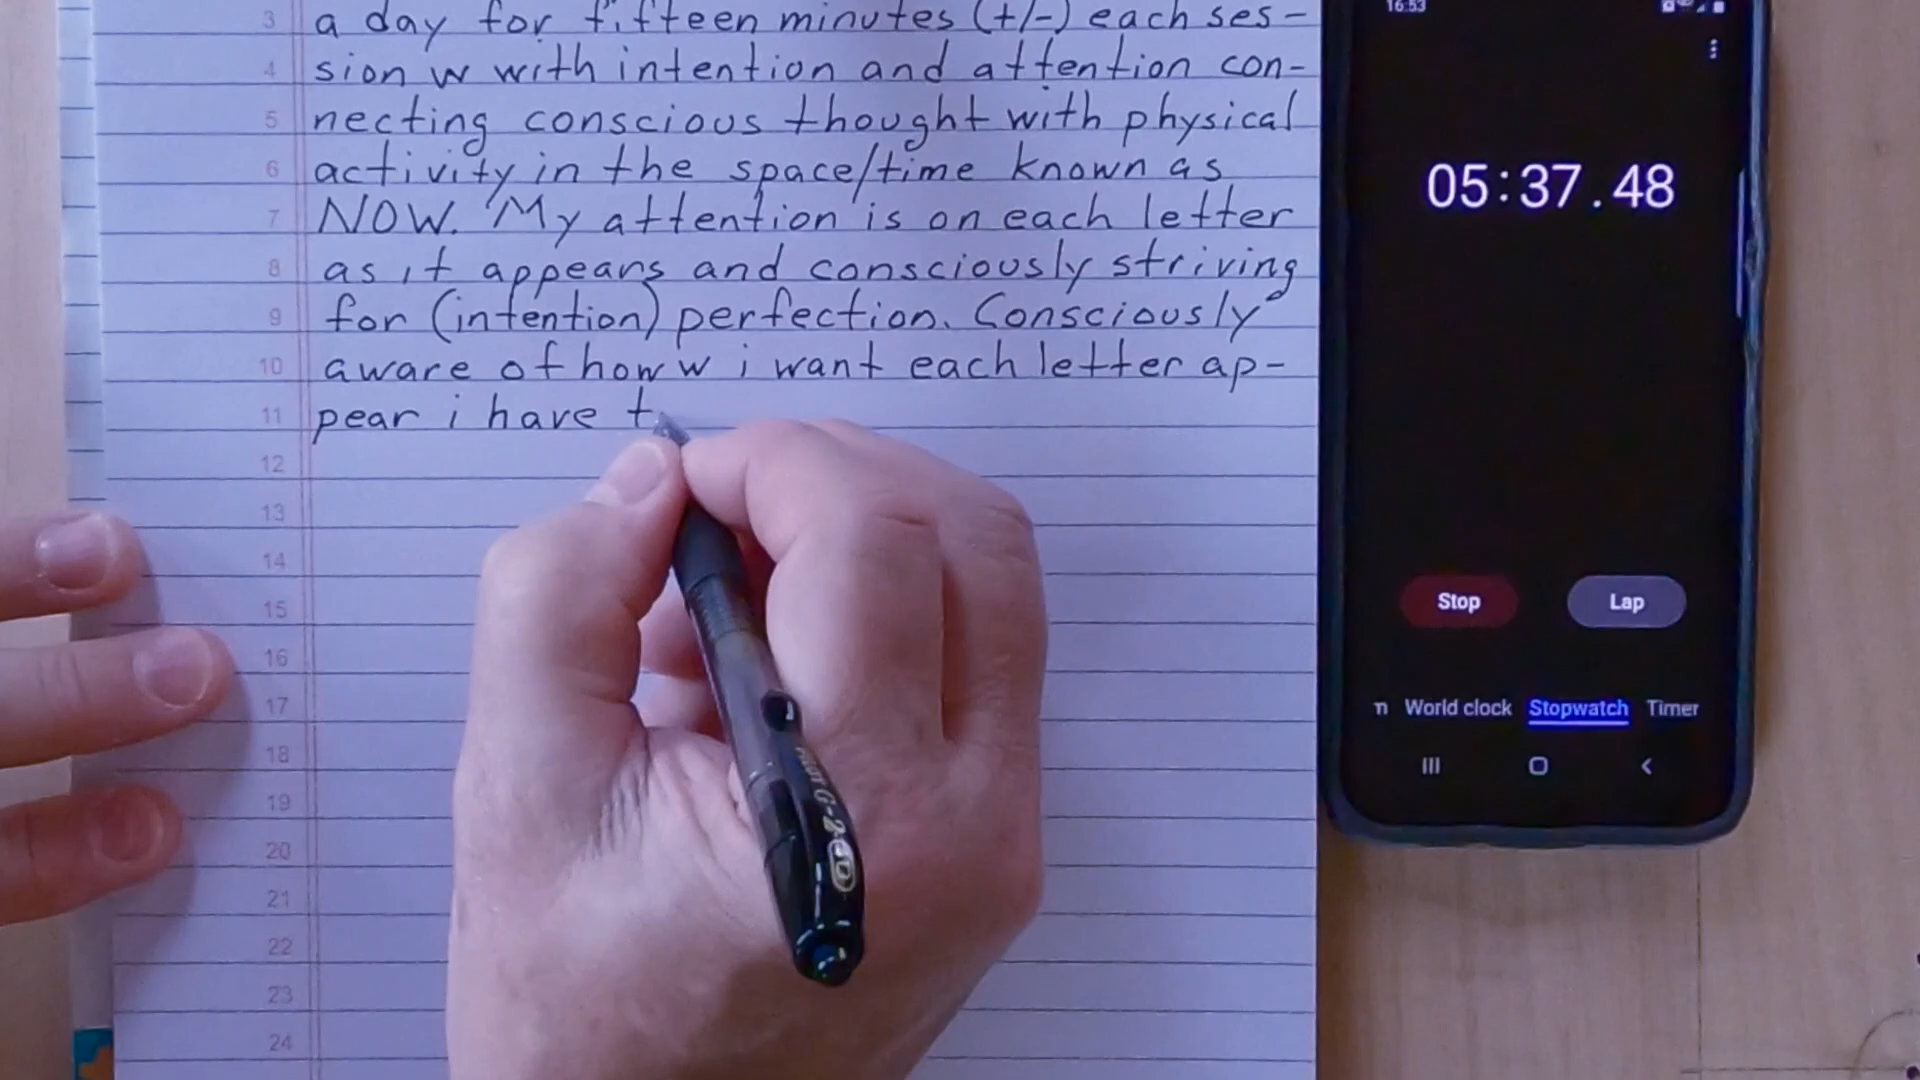 3 a day for fifteen minutes (+/-) each ses-
4 sion w with intention and attention con-
5 necting conscious thought with physical
6 activity in the space/time known as
7 NOW. My attention is on each letter
8 as it appears and consciously striving
9 for (intention) perfection. Consciously
10 aware of how w i want each letter ap-
11 pear i have t
12
13
14
15
16
17
18
19
20
21
22
23
24
G-2
16:53
05:37.48
Stop Lap
n World clock Stopwatch Timer